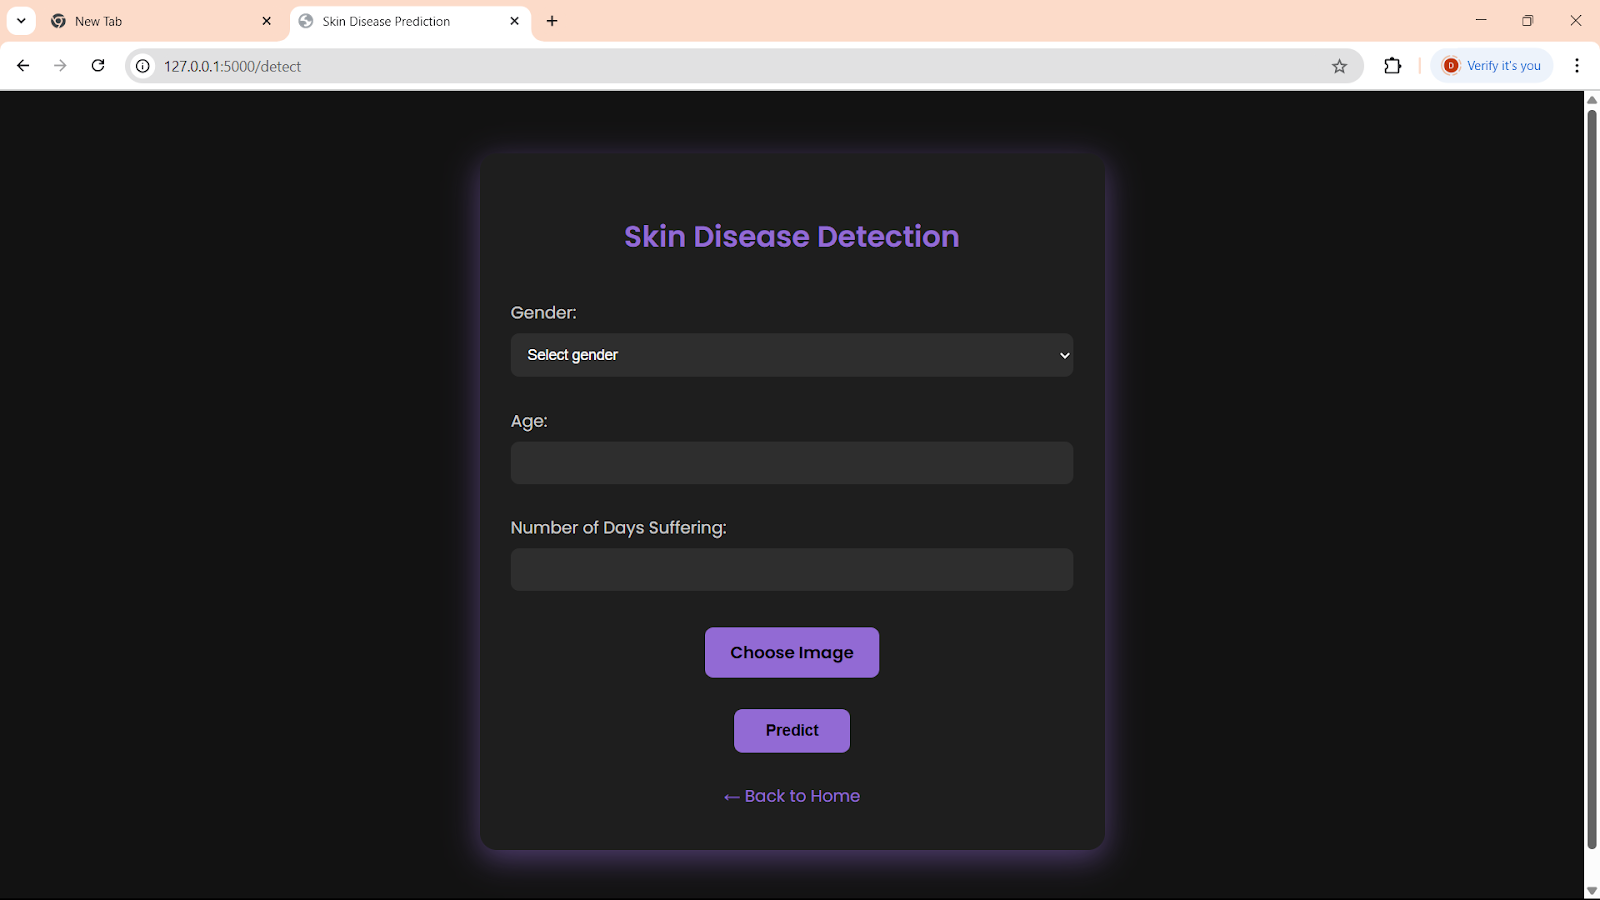 New Tab
Skin Disease Prediction
127.0.0.1:5000/detect
D
Verify it's you
Skin Disease Detection
Gender:
Select gender
Age:
Number of Days Suffering:
Choose Image
Predict
← Back to Home